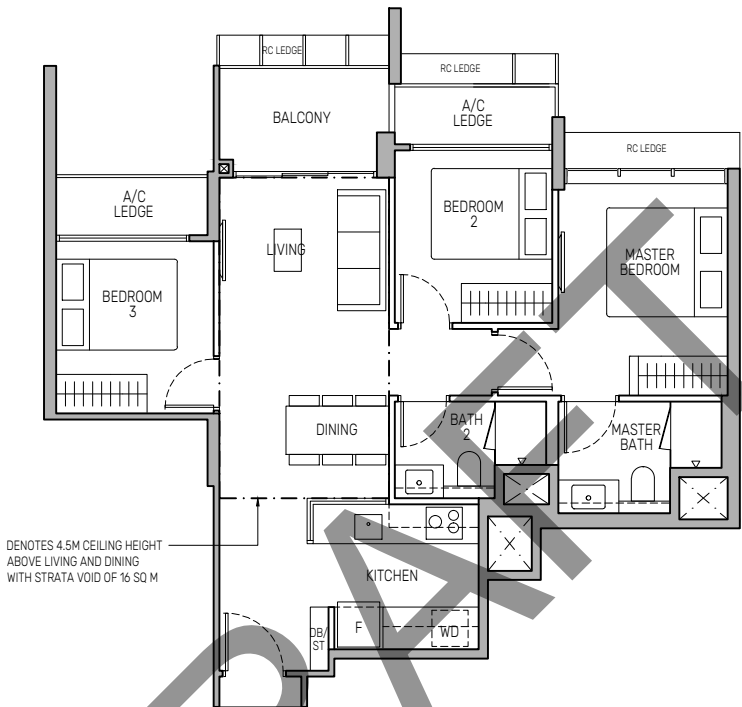 RC LEDGE
RC LEDGE
BALCONY
A/C
LEDGE
RC LEDGE
A/C
LEDGE
BEDROOM
2
LIVING
MASTER
BEDROOM
BEDROOM
3
DINING
BATH
2
MASTER
BATH
DENOTES 4.5M CEILING HEIGHT
ABOVE LIVING AND DINING
WITH STRATA VOID OF 16 SQ M
KITCHEN
DB/
ST
F
WD